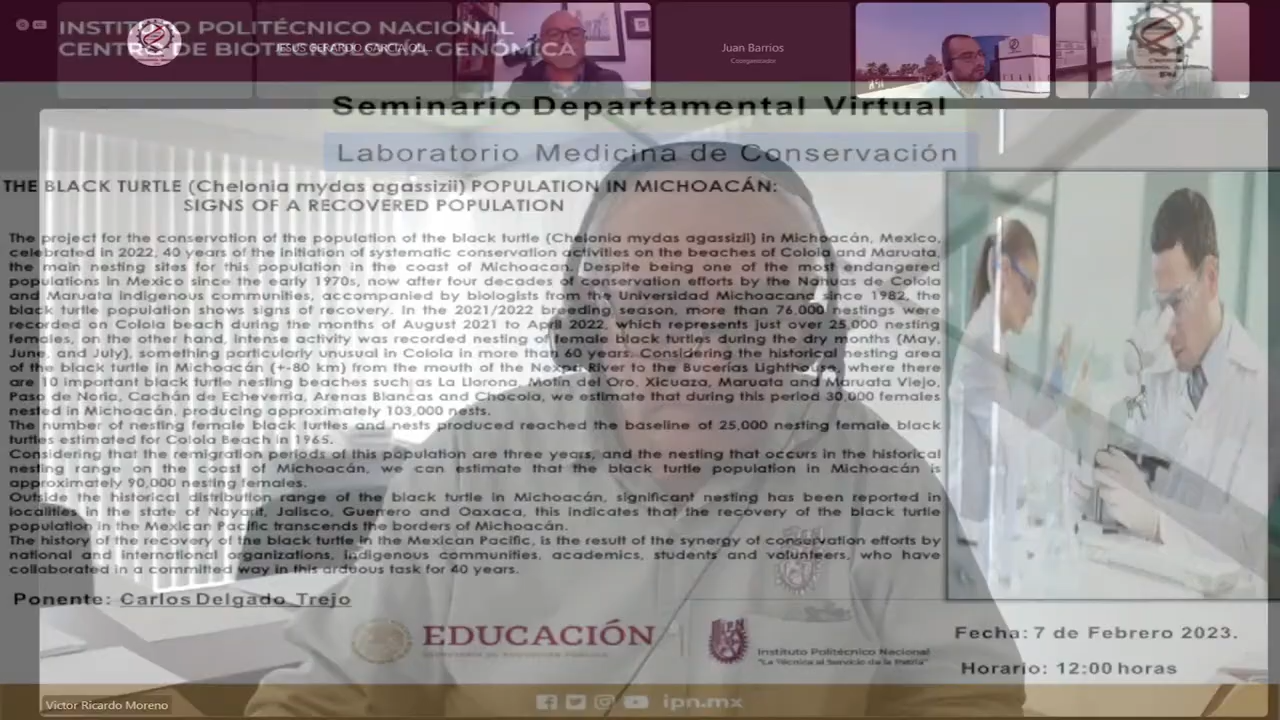 INSTITUTO POLITÉCNICO NACIONAL
CENTRO DE BIOTECNOLOGÍA GENÓMICA
JESUS GERARDO GARCIA OLI...
Juan Barrios
Coorganizador
Seminario Departamental Virtual
Laboratorio Medicina de Conservación
THE BLACK TURTLE (Chelonia mydas agassizii) POPULATION IN MICHOACÁN:
SIGNS OF A RECOVERED POPULATION
The project for the conservation of the population of the black turtle (Chelonia mydas agassizii) in Michoacán, Mexico,
celebrated in 2022, 40 years of the initiation of systematic conservation activities on the beaches of Colola and Maruata,
the main nesting sites for this population in the coast of Michoacan. Despite being one of the most endangered
populations in Mexico since the early 1970s, now after four decades of conservation efforts by the Nahuas de Colola
and Maruata indigenous communities, accompanied by biologists from the Universidad Michoacana since 1982, the
black turtle population shows signs of recovery. In the 2021/2022 breeding season, more than 76,000 nestings were
recorded on Colola beach during the months of August 2021 to April 2022, which represents just over 25,000 nesting
females, on the other hand, intense activity was recorded nesting of female black turtles during the dry months (May,
June, and July), something particularly unusual in Colola in more than 60 years. Considering the historical nesting area
of the black turtle in Michoacán (+-80 km) from the mouth of the Nexpa River to the Bucerías Lighthouse, where there
are 10 important black turtle nesting beaches such as La Llorona, Motin del Oro, Xicuaza, Maruata and Maruata Viejo,
Paso de Noria, Cachán de Echeverria, Arenas Blancas and Chocola, we estimate that during this period 30,000 females
nested in Michoacán, producing approximately 103,000 nests.
The number of nesting female black turtles and nests produced reached the baseline of 25,000 nesting female black
turtles estimated for Colola Beach in 1965.
Considering that the remigration periods of this population are three years, and the nesting that occurs in the historical
nesting range on the coast of Michoacán, we can estimate that the black turtle population in Michoacán is
approximately 90,000 nesting females.
Outside the historical distribution range of the black turtle in Michoacán, significant nesting has been reported in
localities in the state of Nayarit, Jalisco, Guerrero and Oaxaca, this indicates that the recovery of the black turtle
population in the Mexican Pacific transcends the borders of Michoacán.
The history of the recovery of the black turtle in the Mexican Pacific, is the result of the synergy of conservation efforts by
national and international organizations, indigenous communities, academics, students and volunteers, who have
collaborated in a committed way in this arduous task for 40 years.
Ponente: Carlos Delgado Trejo
EDUCACIÓN
SECRETARÍA DE EDUCACIÓN PÚBLICA
Instituto Politécnico Nacional
"La Técnica al Servicio de la Patria"
Fecha: 7 de Febrero 2023.
Horario: 12:00 horas
Victor Ricardo Moreno
ipn.mx